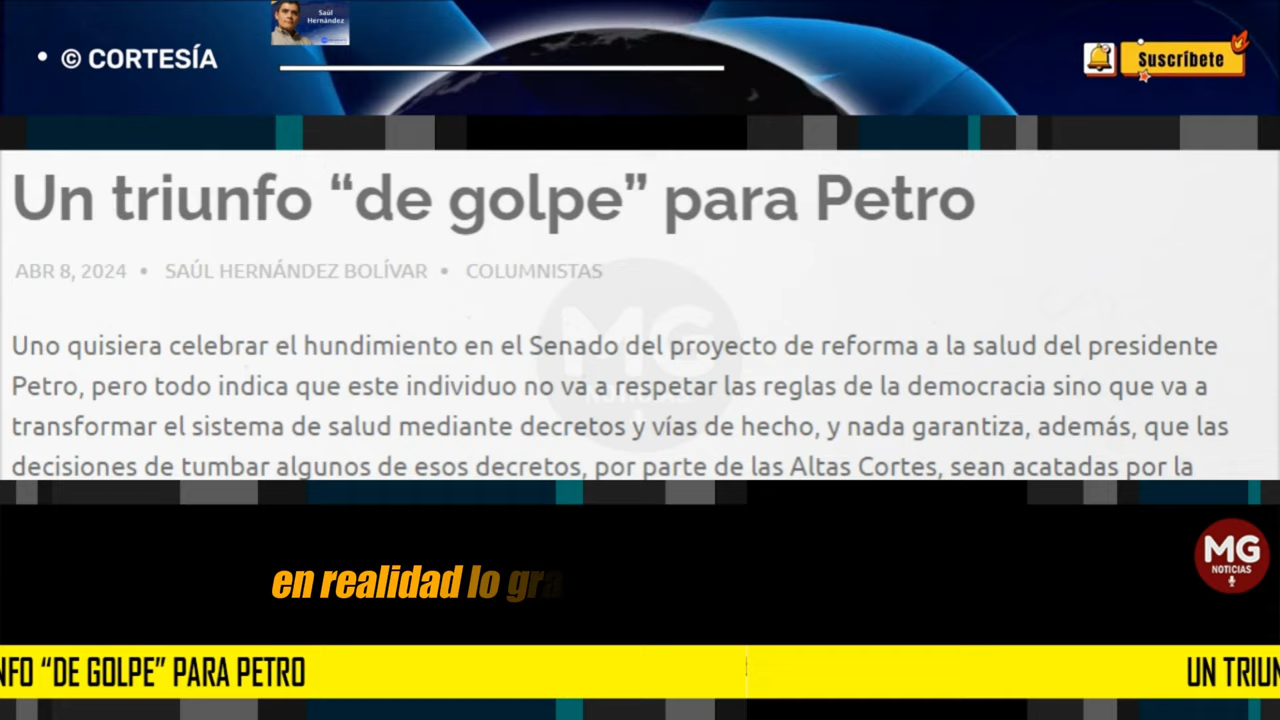 Saúl
Hernández
• © CORTESÍA
Suscríbete
Un triunfo “de golpe” para Petro
ABR 8, 2024 • SAÚL HERNÁNDEZ BOLÍVAR • COLUMNISTAS
Uno quisiera celebrar el hundimiento en el Senado del proyecto de reforma a la salud del presidente
Petro, pero todo indica que este individuo no va a respetar las reglas de la democracia sino que va a
transformar el sistema de salud mediante decretos y vías de hecho, y nada garantiza, además, que las
decisiones de tumbar algunos de esos decretos, por parte de las Altas Cortes, sean acatadas por la
MG
NOTICIAS
en realidad lo gra
MG
NOTICIAS
NFO “DE GOLPE” PARA PETRO UN TRIUN